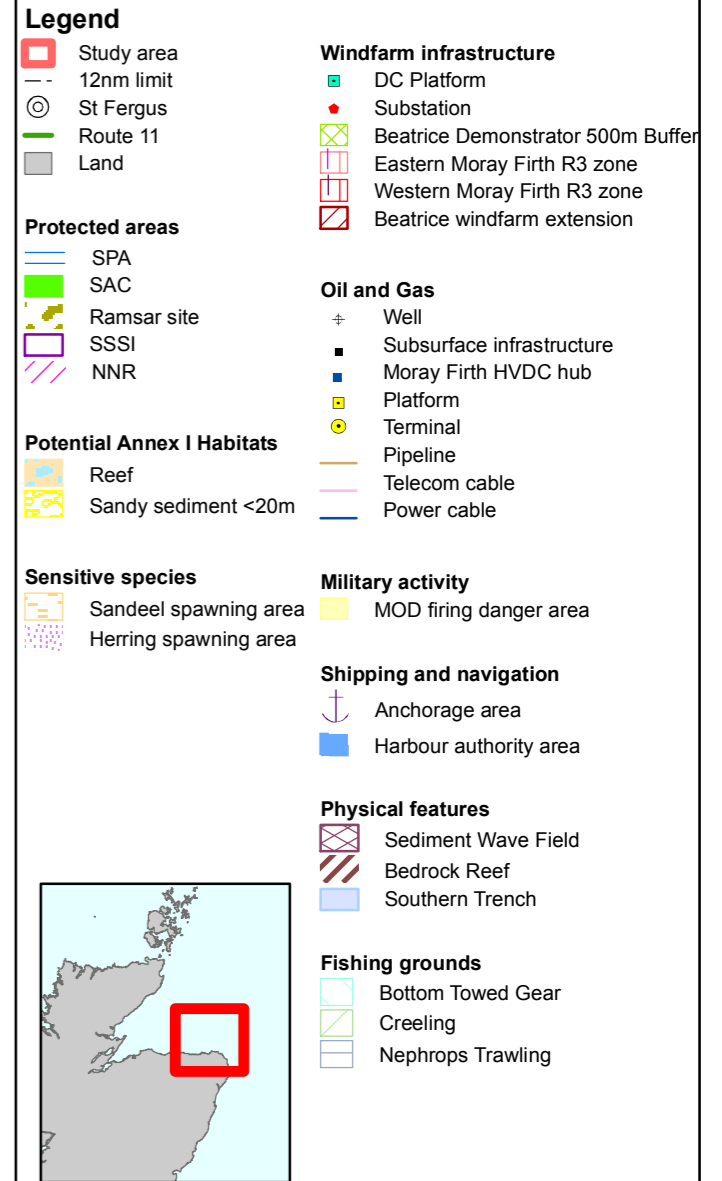 Legend
Study area
12nm limit
St Fergus
Route 11
Land
Protected areas
SPA
SAC
Ramsar site
SSSI
NNR
Potential Annex I Habitats
Reef
Sandy sediment <20m
Sensitive species
Sandeel spawning area
Herring spawning area
Windfarm infrastructure
DC Platform
Substation
Beatrice Demonstrator 500m Buffer
Eastern Moray Firth R3 zone
Western Moray Firth R3 zone
Beatrice windfarm extension
Oil and Gas
Well
Subsurface infrastructure
Moray Firth HVDC hub
Platform
Terminal
Pipeline
Telecom cable
Power cable
Military activity
MOD firing danger area
Shipping and navigation
Anchorage area
Harbour authority area
Physical features
Sediment Wave Field
Bedrock Reef
Southern Trench
Fishing grounds
Bottom Towed Gear
Creeling
Nephrops Trawling